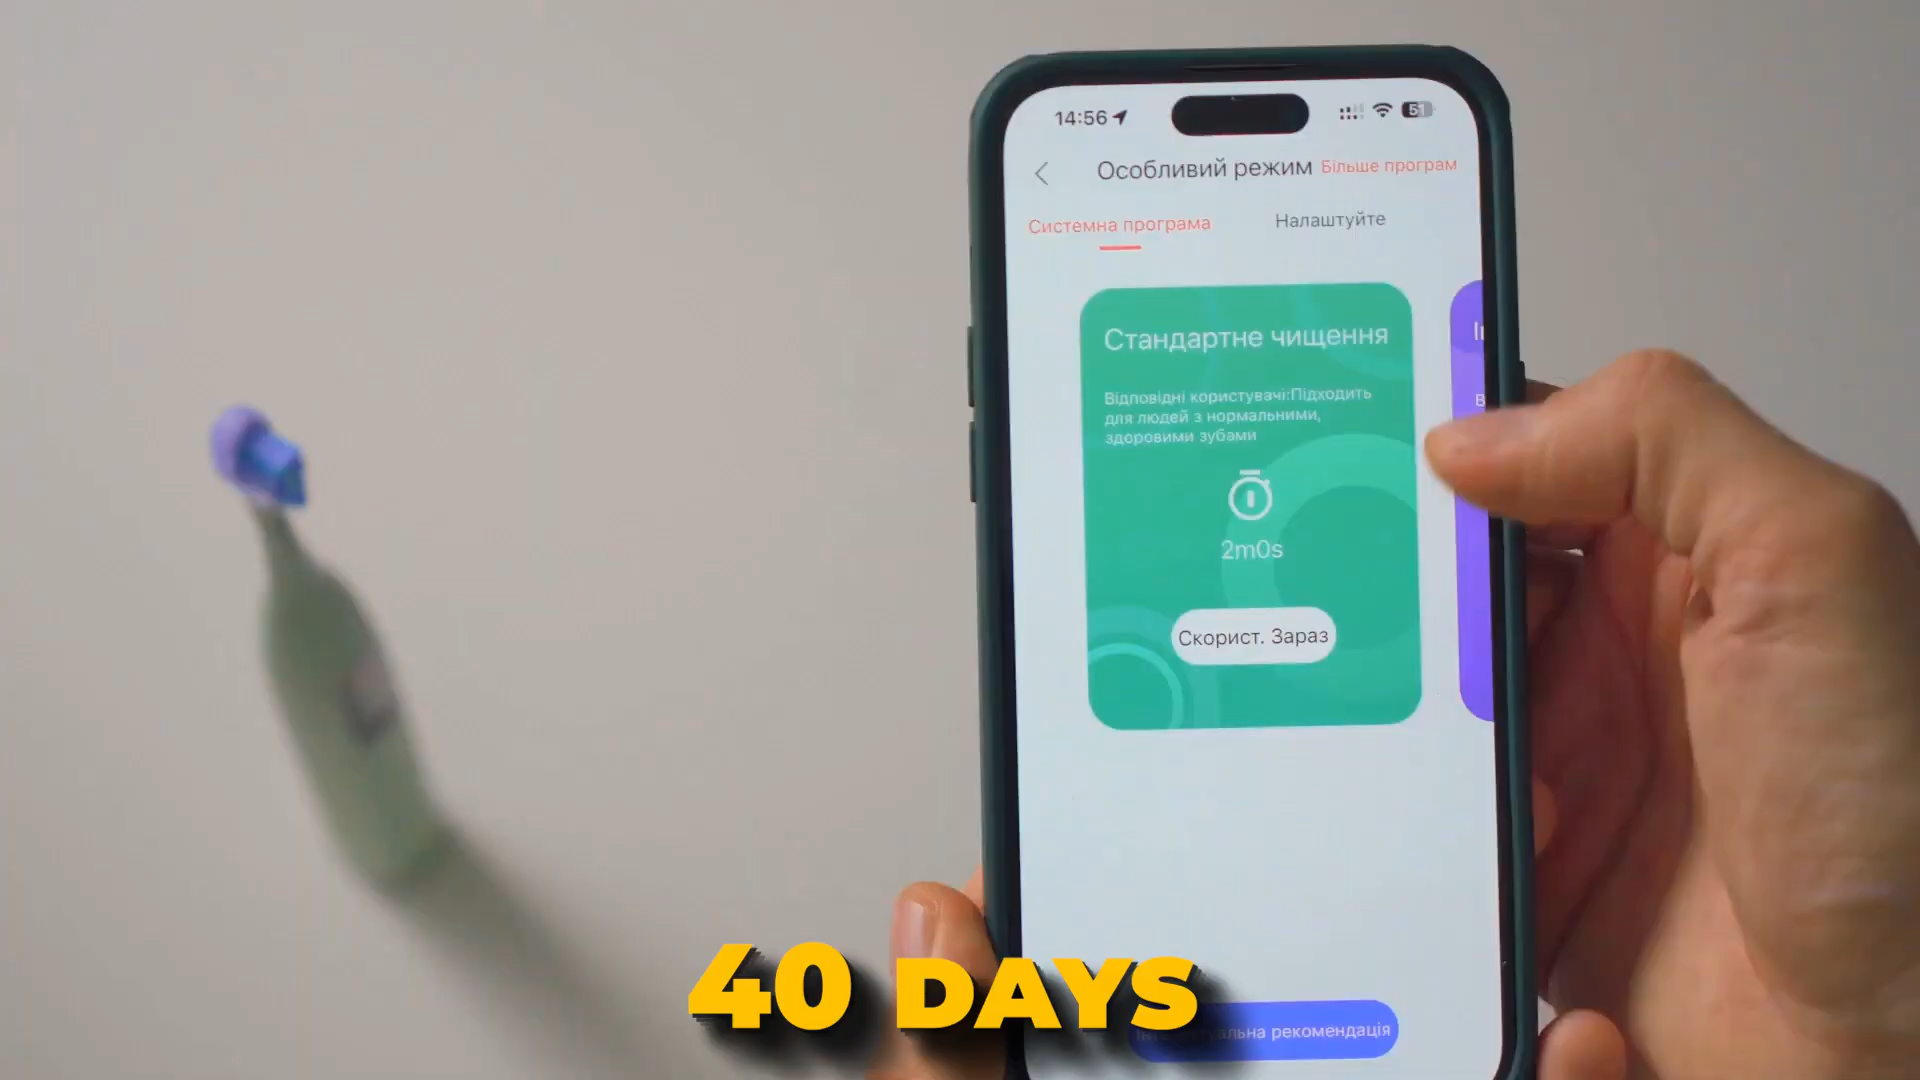 14:56
51
Особливий режим
Більше програм
Системна програма
Налаштуйте
Стандартне чищення
Відповідні користувачі:Підходить
для людей з нормальними,
здоровими зубами
2m0s
Скорист. Зараз
40 DAYS
рекомендація